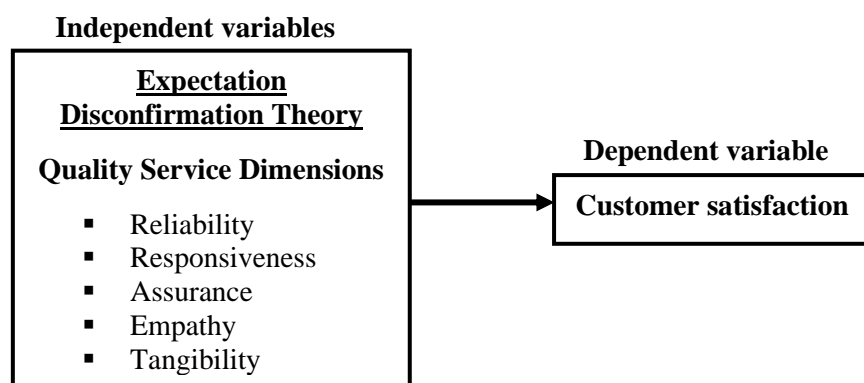 Independent variables
Expectation
Disconfirmation Theory
Quality Service Dimensions
▪ Reliability
▪ Responsiveness
▪ Assurance
▪ Empathy
▪ Tangibility
Dependent variable
Customer satisfaction